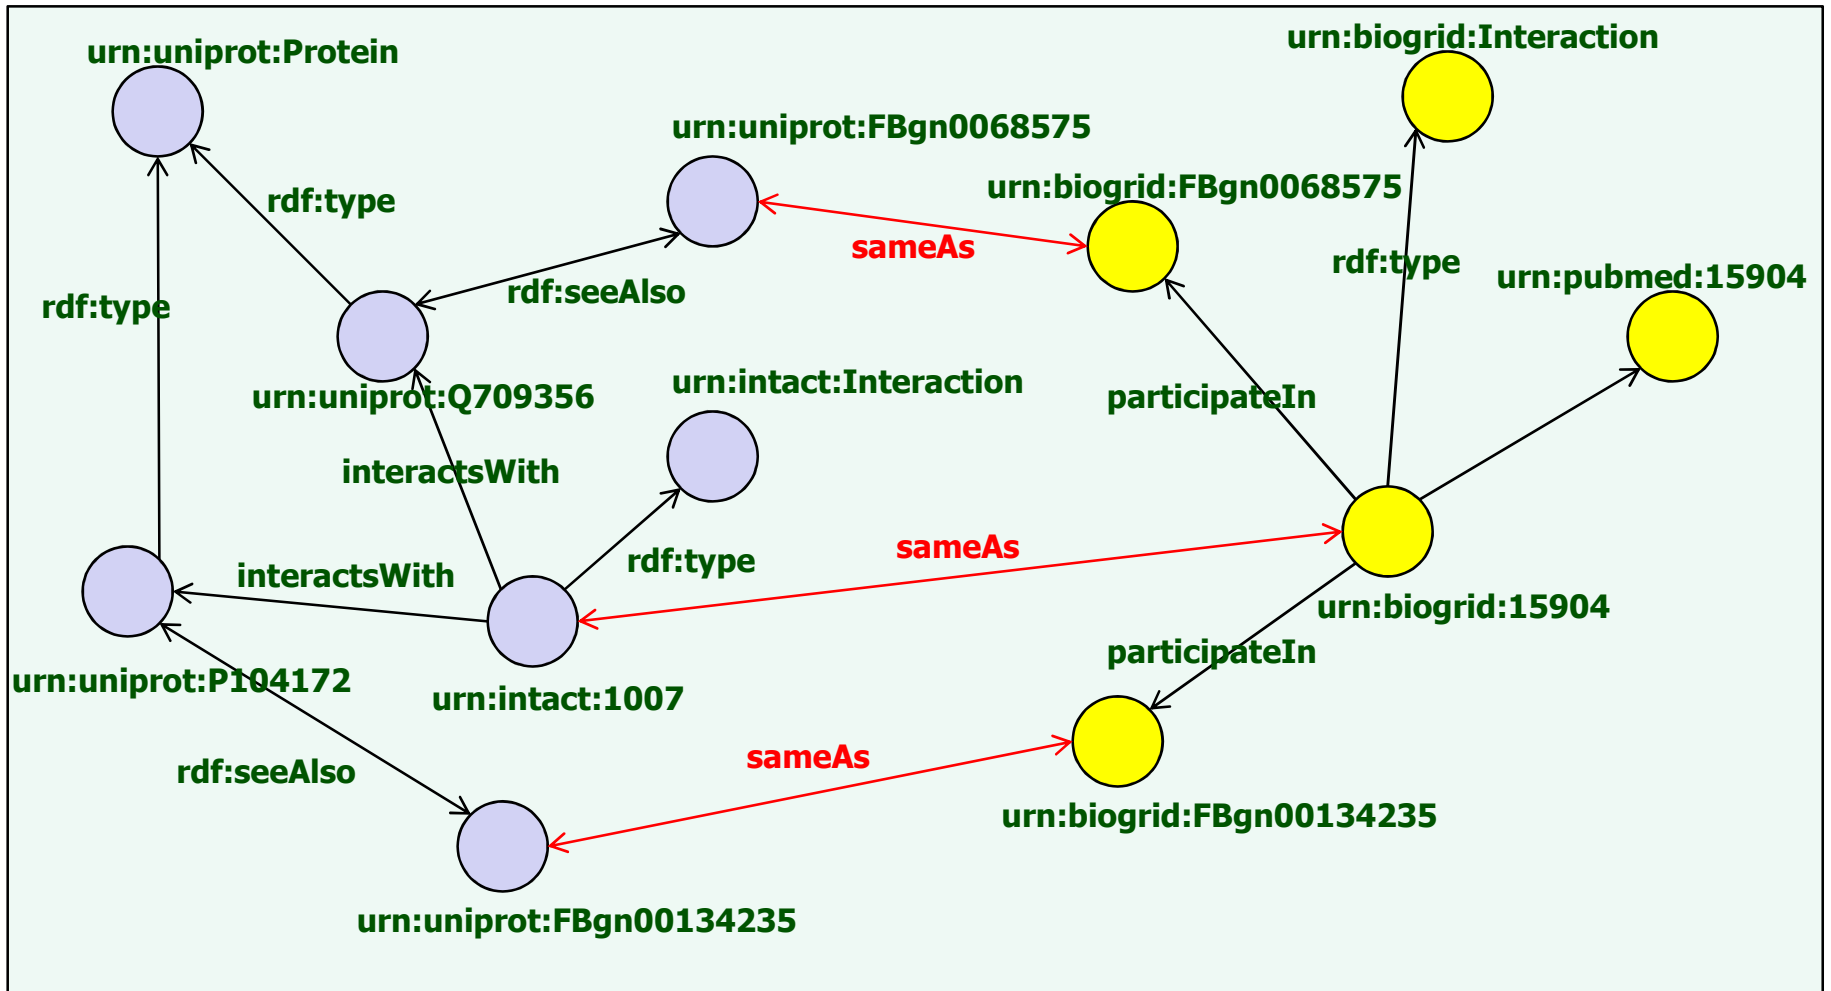 urn:biogrid:Interaction
urn:uniprot:Protein
urn:uniprot:FBgn0068575
urn:biogrid:FBgn0068575
rdf:type
sameAs
rdf:type
urn:pubmed:15904
rdf:seeAlso
rdf:type
urn:intact:Interaction
urn:uniprot:Q709356
participateIn
interactsWith
sameAs
rdf:type
interactsWith
urn:biogrid:15904
participateIn
urn:uniprot:P104172
urn:intact:1007
sameAs
rdf:seeAlso
urn:biogrid:FBgn00134235
urn:uniprot:FBgn00134235